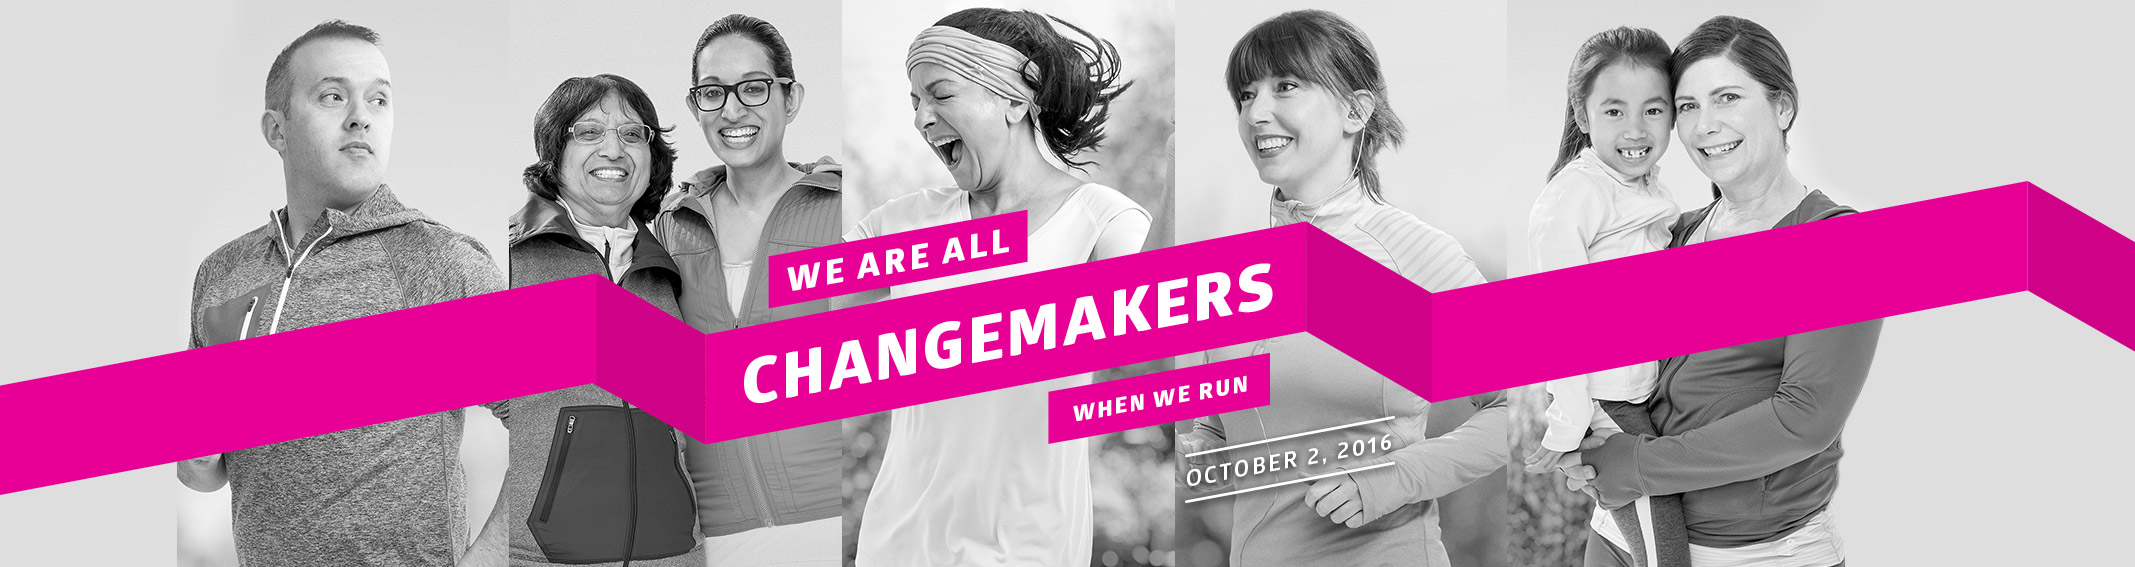 WE ARE ALL
CHANGEMAKERS
WHEN WE RUN
OCTOBER 2, 2016